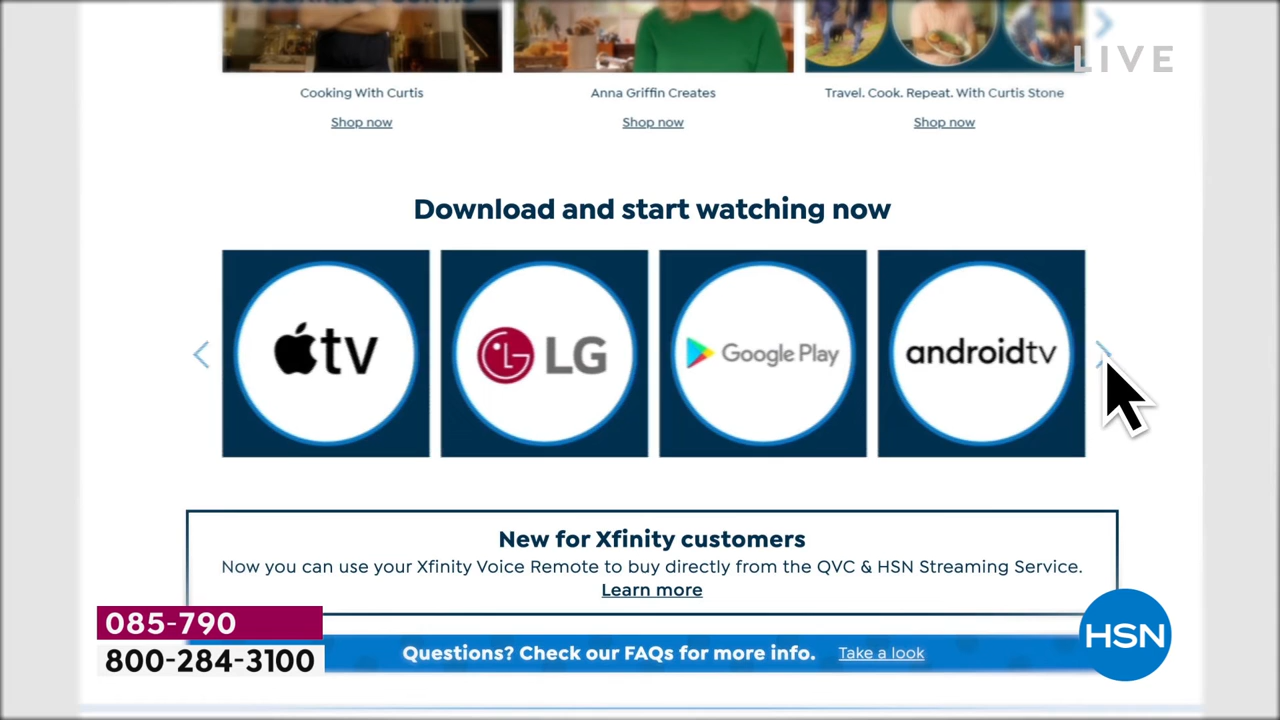 LIVE
Cooking With Curtis
Anna Griffin Creates
Travel. Cook. Repeat. With Curtis Stone
Shop now
Shop now
Shop now
Download and start watching now
tv
LG
Google Play
androidtv
New for Xfinity customers
Now you can use your Xfinity Voice Remote to buy directly from the QVC & HSN Streaming Service.
Learn more
085-790
800-284-3100
Questions? Check our FAQs for more info.
Take a look
HSN